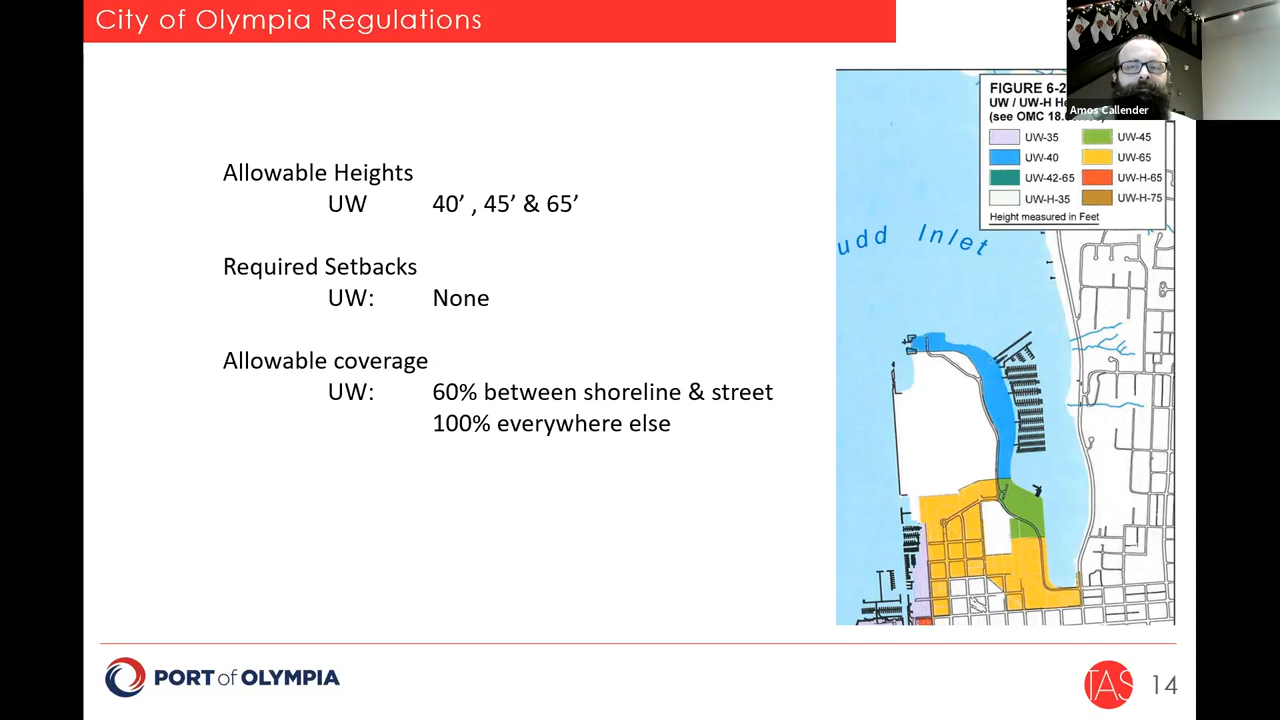 City of Olympia Regulations
Amos Callender
Allowable Heights
UW 40’ , 45’ & 65’
Required Setbacks
UW: None
Allowable coverage
UW: 60% between shoreline & street
100% everywhere else
FIGURE 6-2
UW / UW-H
(see OMC 18.
UW-35 UW-45
UW-40 UW-65
UW-42-65 UW-H-65
UW-H-35 UW-H-75
Height measured in Feet
udd Inlet
PORT of OLYMPIA
TAS 14